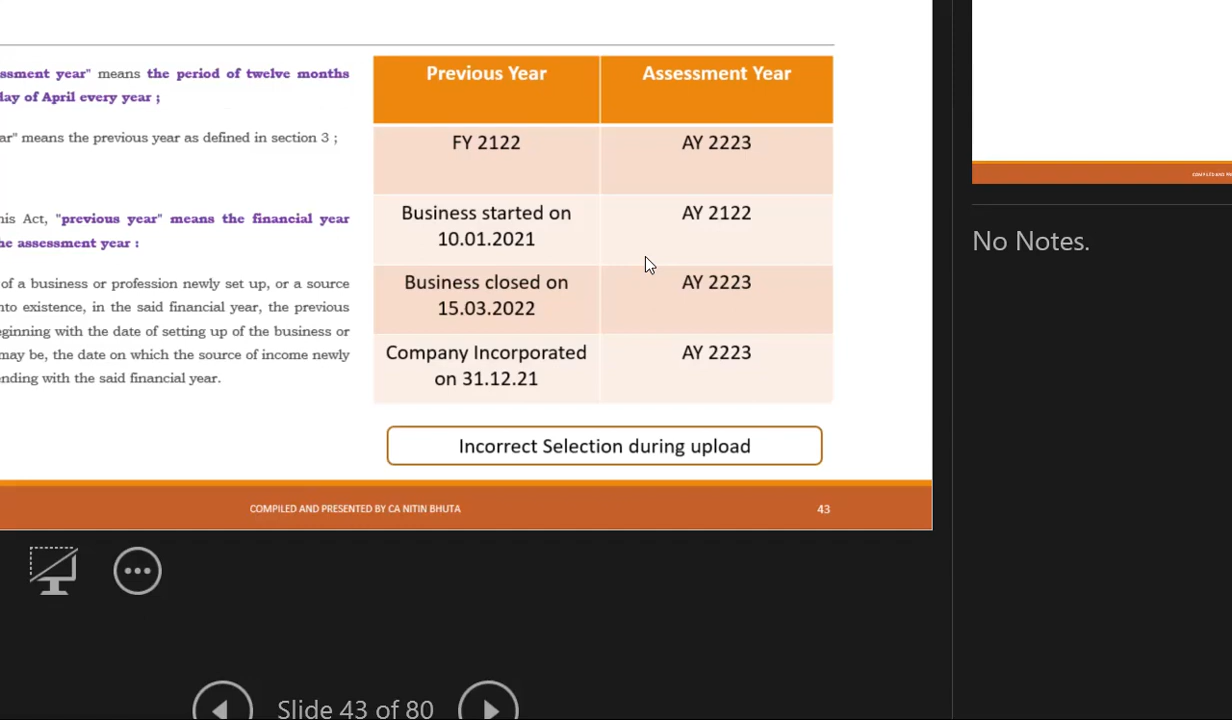 ssment year" means the period of twelve months
day of April every year ;
ar" means the previous year as defined in section 3 ;
his Act, "previous year" means the financial year
he assessment year :
of a business or profession newly set up, or a source
nto existence, in the said financial year, the previous
eginning with the date of setting up of the business or
may be, the date on which the source of income newly
ending with the said financial year.
Previous Year Assessment Year
FY 2122 AY 2223
Business started on AY 2122
10.01.2021
Business closed on AY 2223
15.03.2022
Company Incorporated AY 2223
on 31.12.21
Incorrect Selection during upload
COMPILED AND PRESENTED BY CA NITIN BHUTA 43
No Notes.
Slide 43 of 80